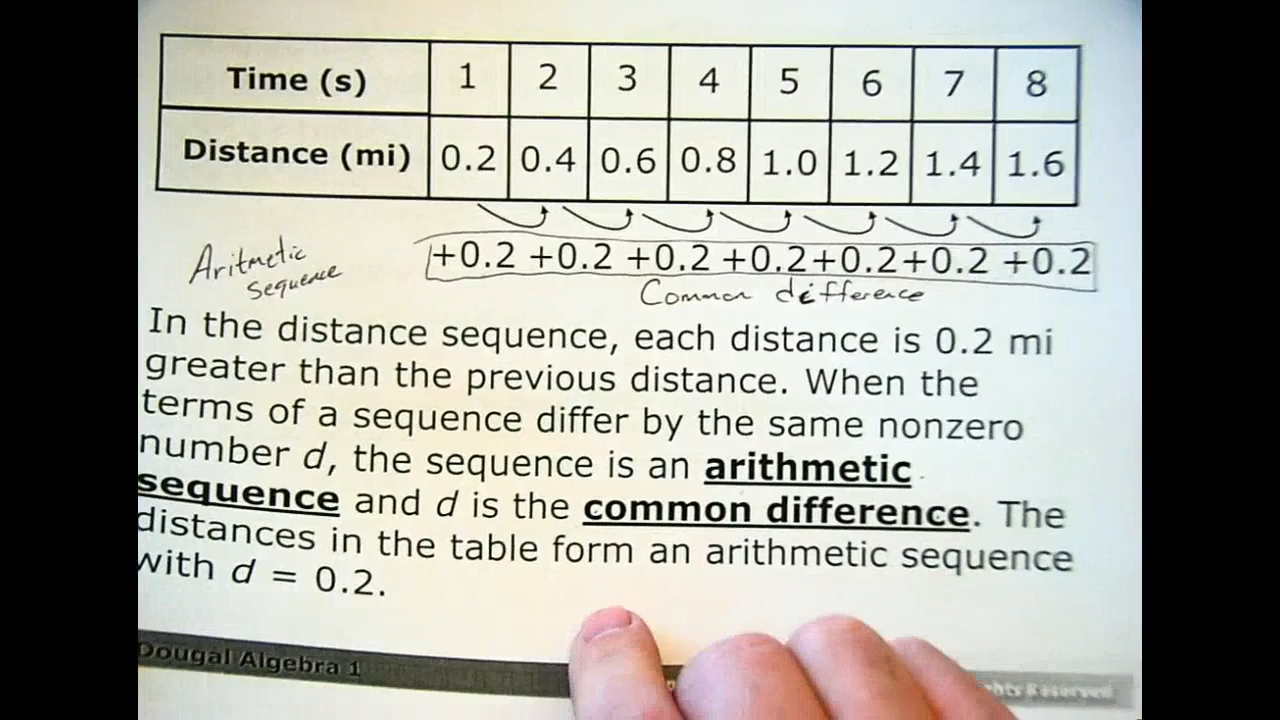 Time (s) 1 2 3 4 5 6 7 8
Distance (mi) 0.2 0.4 0.6 0.8 1.0 1.2 1.4 1.6
+0.2 +0.2 +0.2 +0.2 +0.2 +0.2 +0.2
Aritmetic
sequence
Common difference
In the distance sequence, each distance is 0.2 mi
greater than the previous distance. When the
terms of a sequence differ by the same nonzero
number d, the sequence is an arithmetic
sequence and d is the common difference. The
distances in the table form an arithmetic sequence
with d = 0.2.
Dougal Algebra 1
hts Reserved